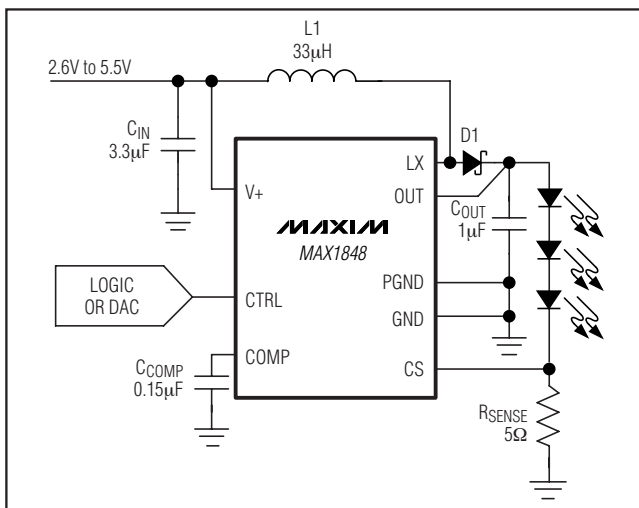 L1
33µH
2.6V to 5.5V
CIN
3.3µF
D1
LX
V+
OUT
COUT
1µF
MAXIM
MAX1848
LOGIC
OR DAC
CTRL
PGND
GND
COMP
CCOMP
0.15µF
CS
RSENSE
5Ω